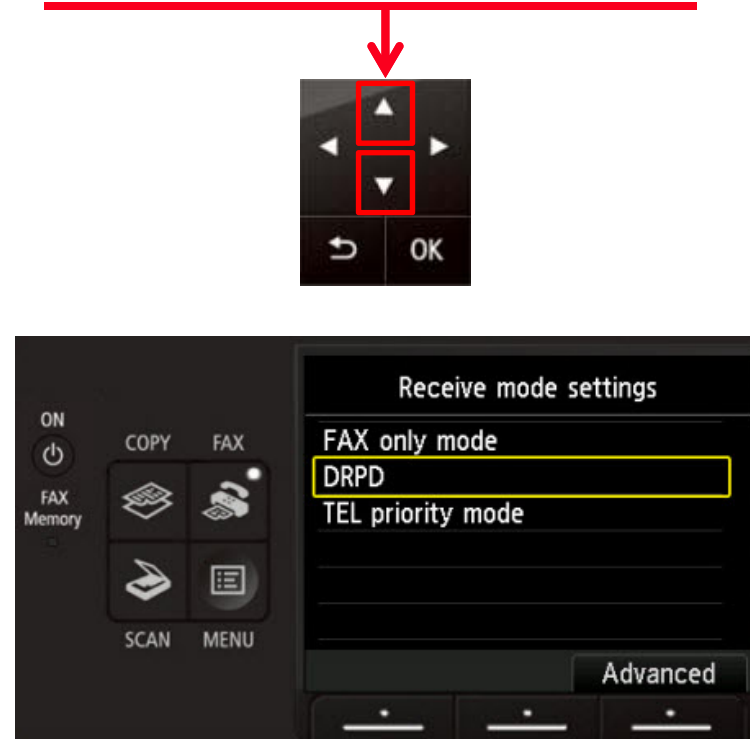 OK
Receive mode settings
ON
COPY FAX
FAX only mode
DRPD
FAX
Memory
TEL priority mode
SCAN MENU
Advanced